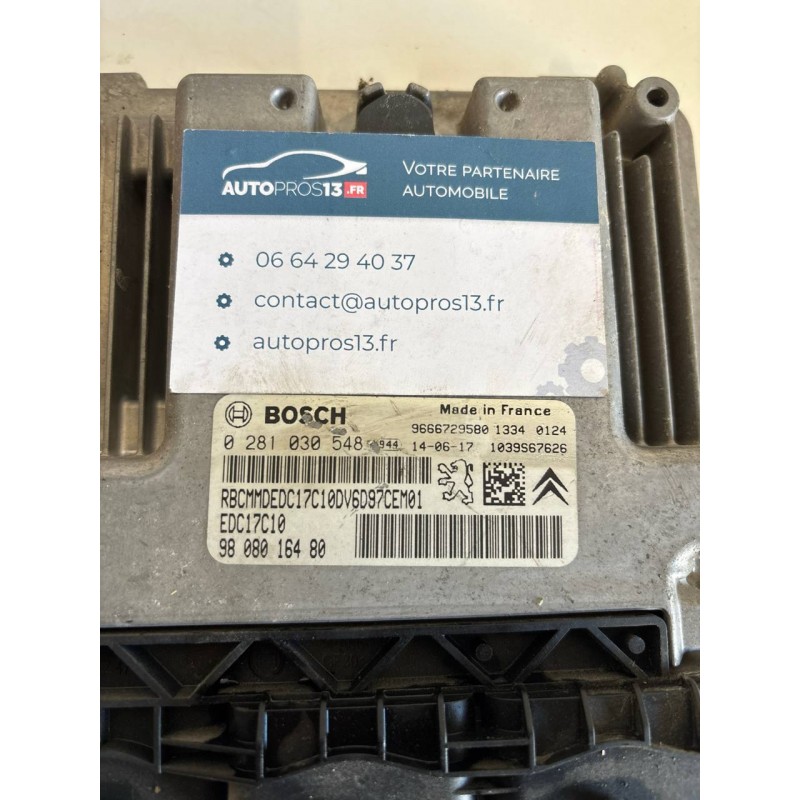 AUTOPROS13.FR
VOTRE PARTENAIRE
AUTOMOBILE
06 64 29 40 37
contact@autopros13.fr
autopros13.fr
BOSCH
Made in France
9666729580 1334 0124
0 281 030 548
944
14-06-17
1039S67626
RBCMMDEDC17C10DV6D97CEM01
EDC17C10
98 080 164 80